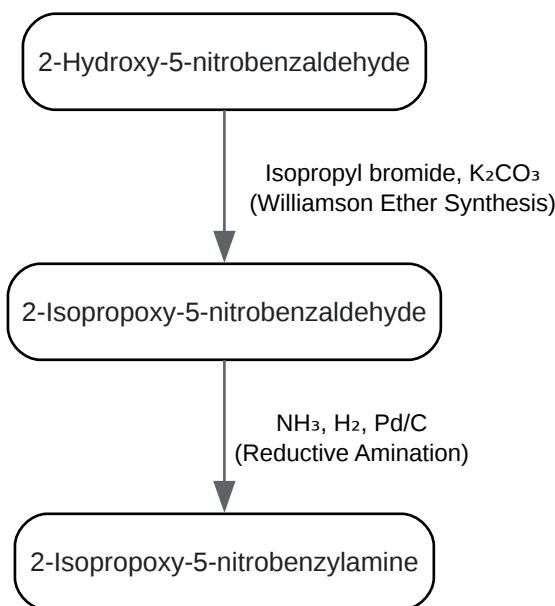 2-Hydroxy-5-nitrobenzaldehyde
Isopropyl bromide, K₂CO₃
(Williamson Ether Synthesis)
2-Isopropoxy-5-nitrobenzaldehyde
NH₃, H₂, Pd/C
(Reductive Amination)
2-Isopropoxy-5-nitrobenzylamine